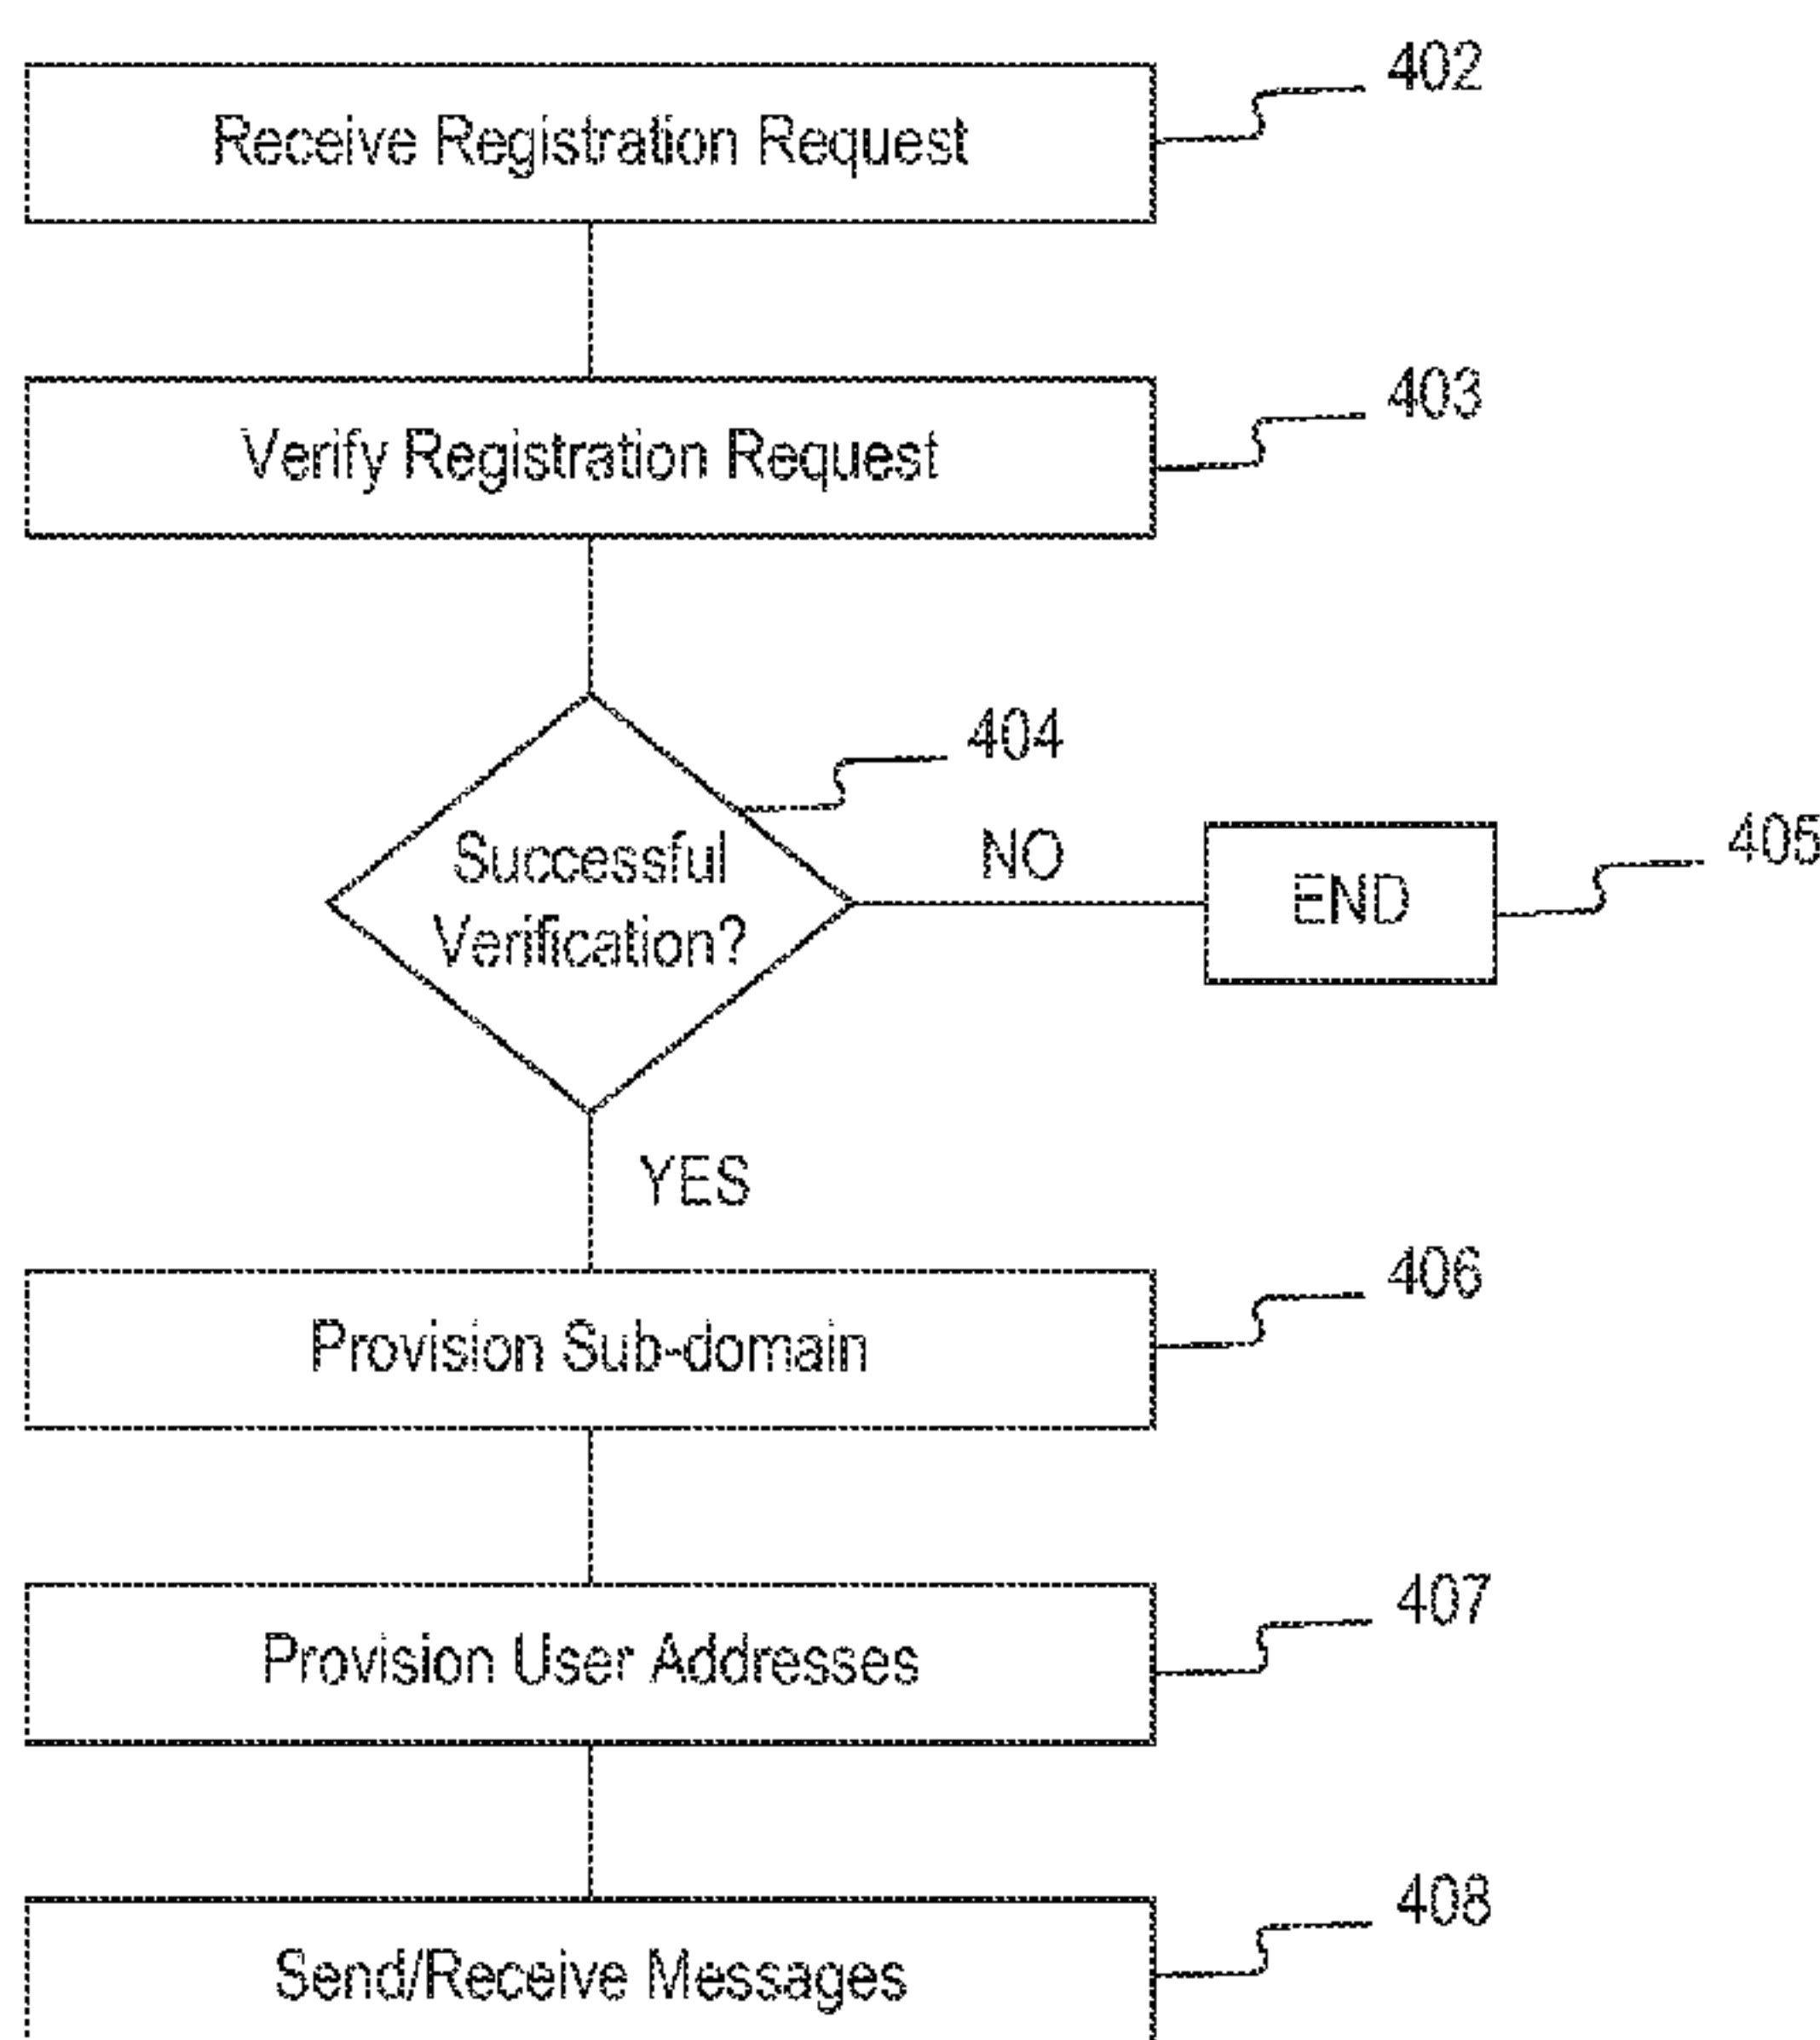 402
Receive Registration Request
403
Verify Registration Request
404
Successful
Verification?
NO
END
405
YES
406
Provision Sub-domain
407
Provision User Addresses
408
Send/Receive Messages